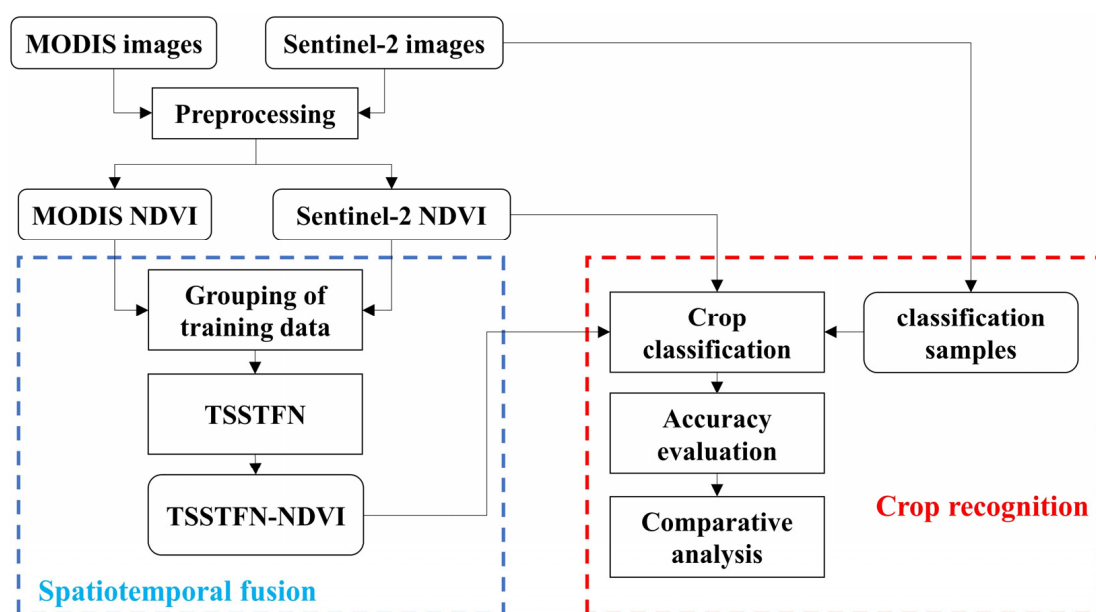 MODIS images
Sentinel-2 images
Preprocessing
MODIS NDVI
Sentinel-2 NDVI
Grouping of
training data
TSSTFN
TSSTFN-NDVI
Spatiotemporal fusion
Crop
classification
classification
samples
Accuracy
evaluation
Comparative
analysis
Crop recognition